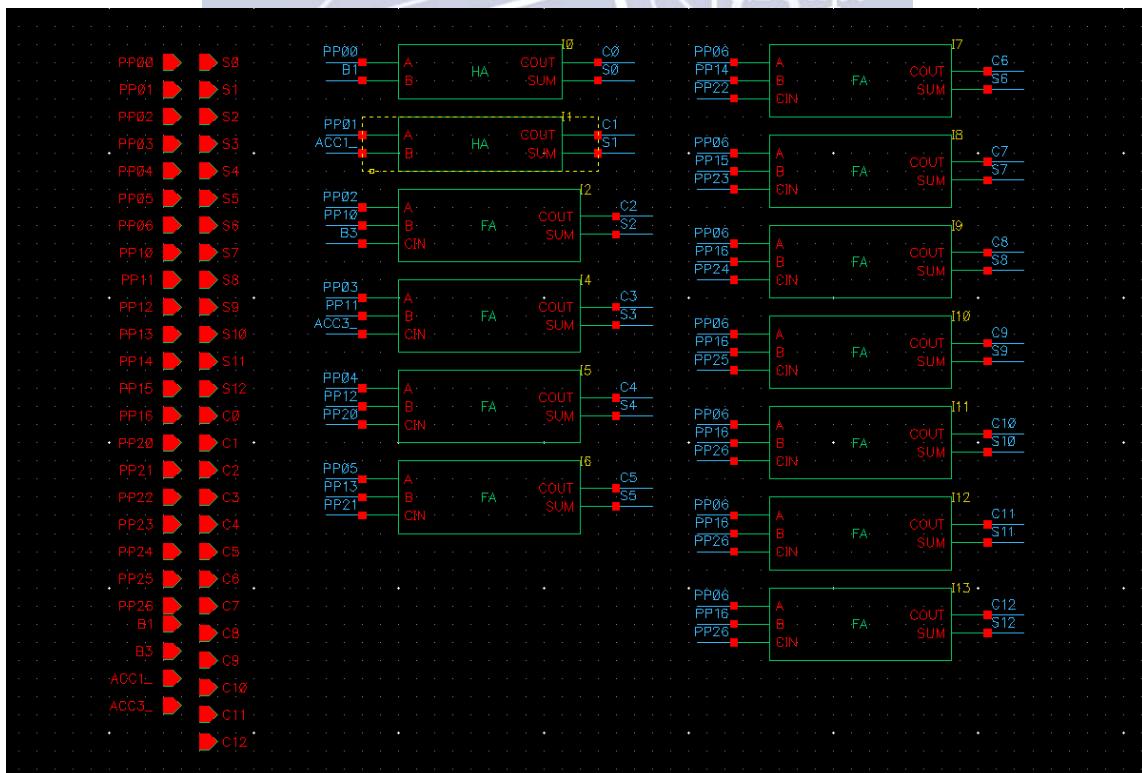 PP00 S0
PP01 S1
PP02 S2
PP03 S3
PP04 S4
PP05 S5
PP06 S6
PP10 S7
PP11 S8
PP12 S9
PP13 S10
PP14 S11
PP15 S12
PP16 C0
PP20 C1
PP21 C2
PP22 C3
PP23 C4
PP24 C5
PP25 C6
PP26 C7
B1 C8
B3 C9
ACC1_ C10
ACC3_ C11
C12
I0
PP00 A HA COUT C0
B1 B SUM S0
I1
PP01 A HA COUT C1
ACC1_ B SUM S1
I2
PP02 A
PP10 B FA COUT C2
B3 CIN SUM S2
I4
PP03 A
PP11 B FA COUT C3
ACC3_ CIN SUM S3
I5
PP04 A
PP12 B FA COUT C4
PP20 CIN SUM S4
I6
PP05 A
PP13 B FA COUT C5
PP21 CIN SUM S5
I7
PP06 A
PP14 B FA COUT C6
PP22 CIN SUM S6
I8
PP06 A
PP15 B FA COUT C7
PP23 CIN SUM S7
I9
PP06 A
PP16 B FA COUT C8
PP24 CIN SUM S8
I10
PP06 A
PP16 B FA COUT C9
PP25 CIN SUM S9
I11
PP06 A
PP16 B FA COUT C10
PP26 CIN SUM S10
I12
PP06 A
PP16 B FA COUT C11
PP26 CIN SUM S11
I13
PP06 A
PP16 B FA COUT C12
PP26 CIN SUM S12